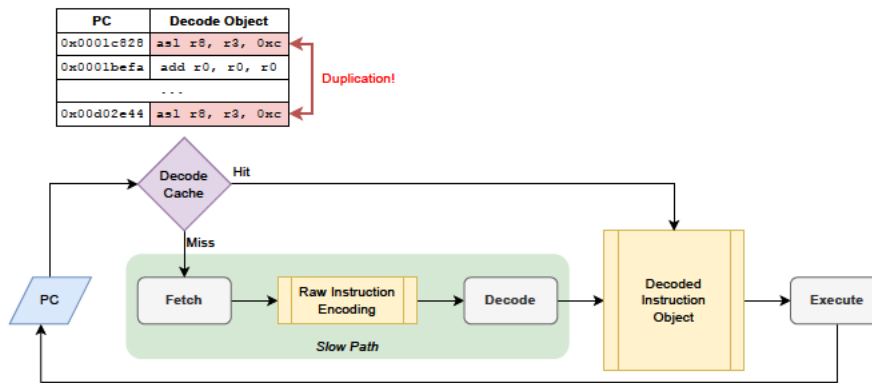 PC Decode Object
0x0001c828 asl r8, r3, 0xc
0x0001befa add r0, r0, r0
...
0x00d02e44 asl r8, r3, 0xc
Duplication!
Decode
Cache
Hit
Miss
PC
Fetch
Raw Instruction
Encoding
Decode
Decoded
Instruction
Object
Execute
Slow Path